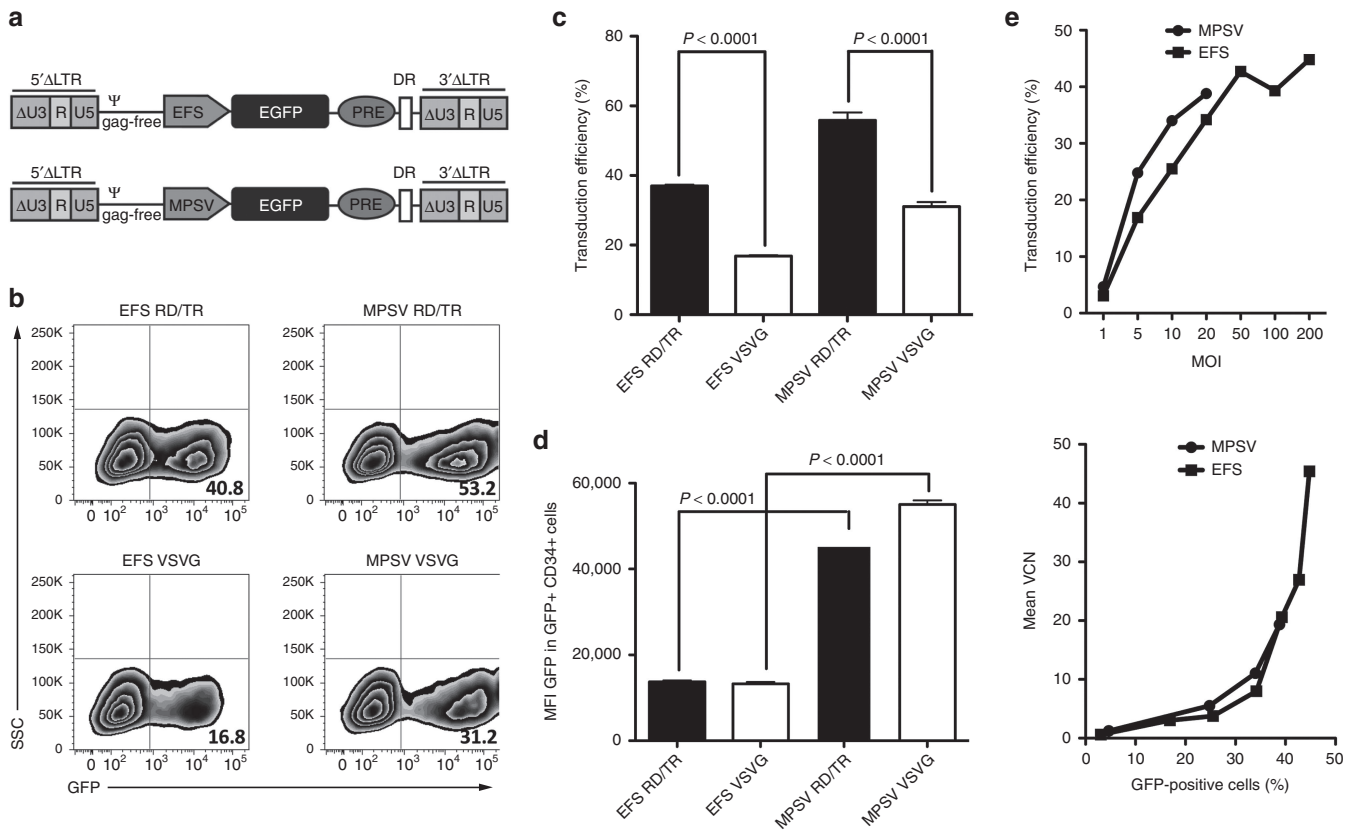 a
5′ΔLTR
DR
3′ΔLTR
Ψ
ΔU3 R U5
gag-free
EFS
EGFP
PRE
ΔU3 R U5
5′ΔLTR
DR
3′ΔLTR
Ψ
ΔU3 R U5
gag-free
MPSV
EGFP
PRE
ΔU3 R U5
b
EFS RD/TR
250K
200K
150K
100K
50K
0
40.8
0 10² 10³ 10⁴ 10⁵
MPSV RD/TR
250K
200K
150K
100K
50K
0
53.2
0 10² 10³ 10⁴ 10⁵
EFS VSVG
250K
200K
150K
100K
50K
0
16.8
0 10² 10³ 10⁴ 10⁵
MPSV VSVG
250K
200K
150K
100K
50K
0
31.2
0 10² 10³ 10⁴ 10⁵
SSC
GFP
c
Transduction efficiency (%)
80
60
40
20
0
P < 0.0001
P < 0.0001
EFS RD/TR
EFS VSVG
MPSV RD/TR
MPSV VSVG
d
MFI GFP in GFP+ CD34+ cells
60,000
40,000
20,000
0
P < 0.0001
P < 0.0001
EFS RD/TR
EFS VSVG
MPSV RD/TR
MPSV VSVG
e
Transduction efficiency (%)
50
40
30
20
10
0
MPSV
EFS
1 5 10 20 50 100 200
MOI
Mean VCN
50
40
30
20
10
0
MPSV
EFS
0 10 20 30 40 50
GFP-positive cells (%)